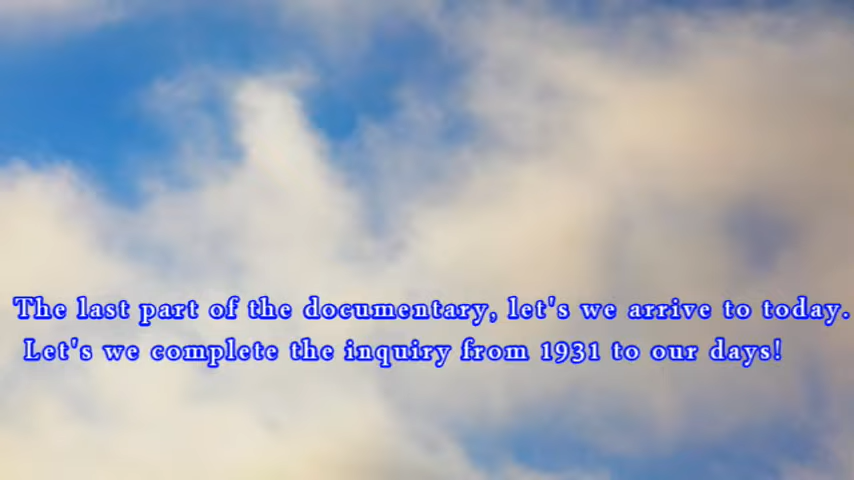 The last part of the documentary, let's we arrive to today.
Let's we complete the inquiry from 1931 to our days!